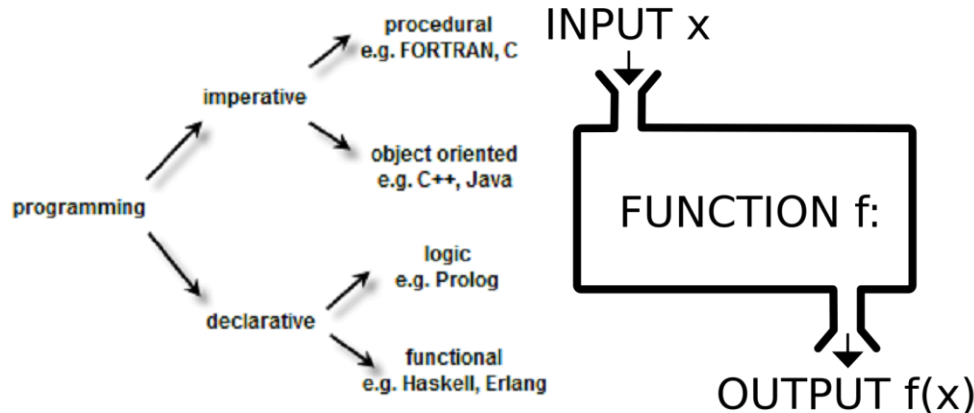 procedural
e.g. FORTRAN, C
imperative
object oriented
e.g. C++, Java
programming
logic
e.g. Prolog
declarative
functional
e.g. Haskell, Erlang
INPUT x
FUNCTION f:
OUTPUT f(x)